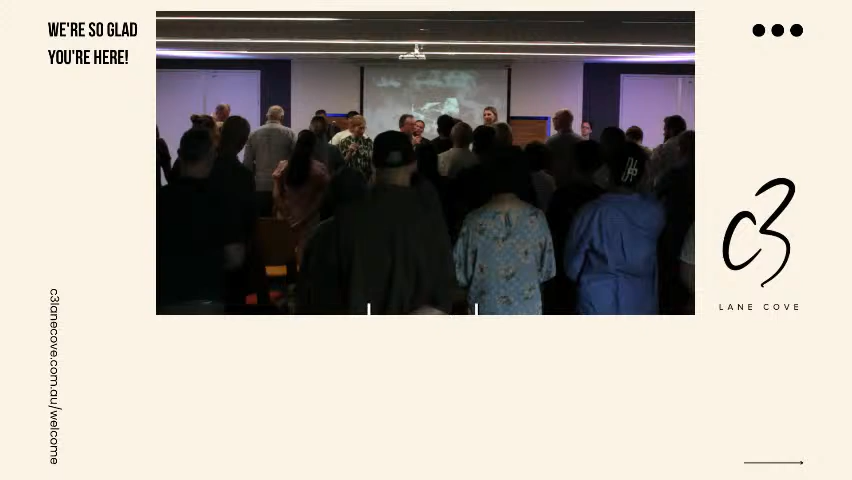 WE'RE SO GLAD
YOU'RE HERE!
c3
LANE COVE
c3lanecove.com.au/welcome